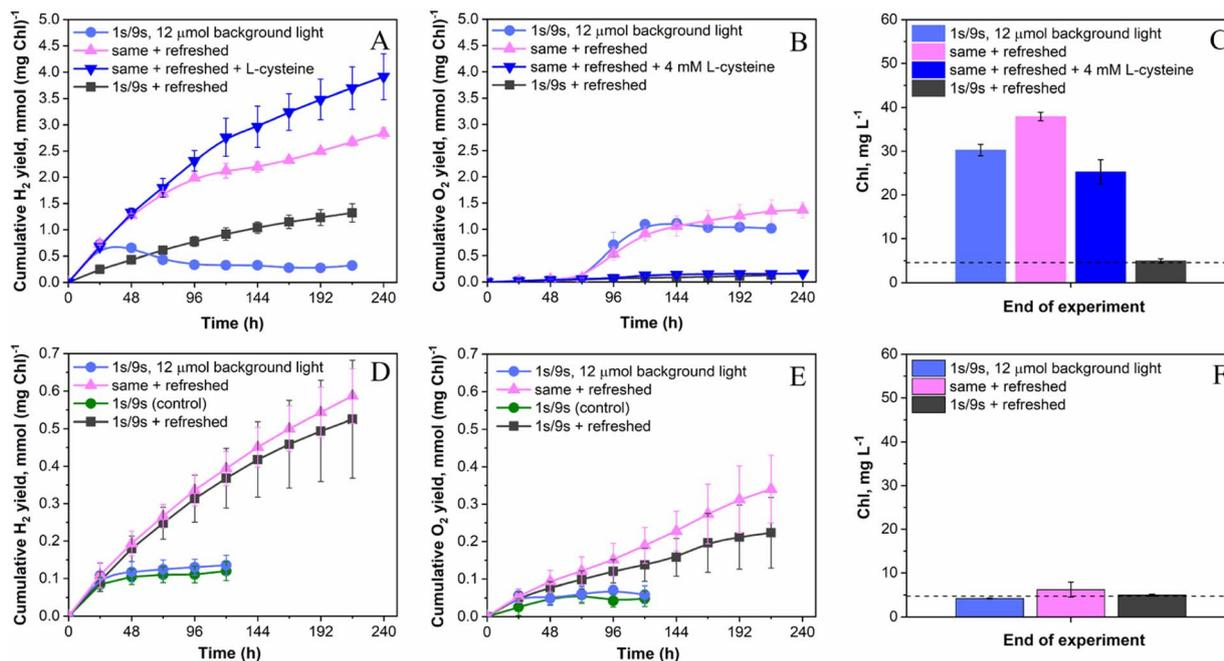 A
1s/9s, 12 μmol background light
same + refreshed
same + refreshed + L-cysteine
1s/9s + refreshed
Cumulative H2 yield, mmol (mg Chl)-1
5.0
4.5
4.0
3.5
3.0
2.5
2.0
1.5
1.0
0.5
0.0
0 48 96 144 192 240
Time (h)
B
1s/9s, 12 μmol background light
same + refreshed
same + refreshed + 4 mM L-cysteine
1s/9s + refreshed
Cumulative O2 yield, mmol (mg Chl)-1
5.0
4.5
4.0
3.5
3.0
2.5
2.0
1.5
1.0
0.5
0.0
0 48 96 144 192 240
Time (h)
1s/9s, 12 μmol background light
same + refreshed
same + refreshed + 4 mM L-cysteine
1s/9s + refreshed
Chl, mg L-1
60
50
40
30
20
10
0
End of experiment
D
1s/9s, 12 μmol background light
same + refreshed
1s/9s (control)
1s/9s + refreshed
Cumulative H2 yield, mmol (mg Chl)-1
0.7
0.6
0.5
0.4
0.3
0.2
0.1
0.0
0 48 96 144 192 240
Time (h)
E
1s/9s, 12 μmol background light
same + refreshed
1s/9s (control)
1s/9s + refreshed
Cumulative O2 yield, mmol (mg Chl)-1
0.7
0.6
0.5
0.4
0.3
0.2
0.1
0.0
0 48 96 144 192 240
Time (h)
1s/9s, 12 μmol background light
same + refreshed
1s/9s + refreshed
Chl, mg L-1
60
50
40
30
20
10
0
End of experiment